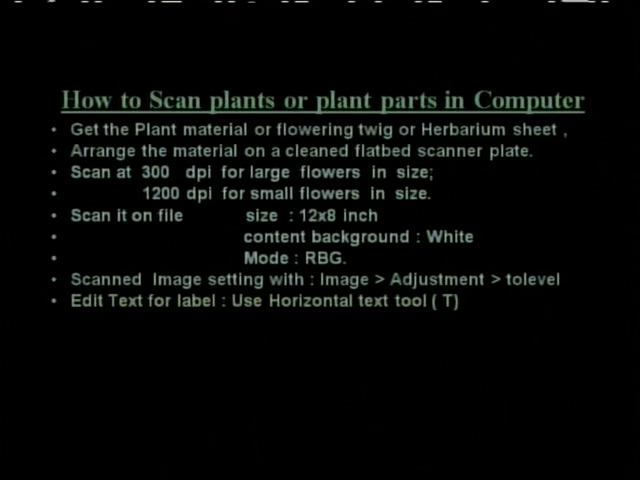 How to Scan plants or plant parts in Computer
• Get the Plant material or flowering twig or Herbarium sheet ,
• Arrange the material on a cleaned flatbed scanner plate.
• Scan at 300 dpi for large flowers in size;
• 1200 dpi for small flowers in size.
• Scan it on file size : 12x8 inch
• content background : White
• Mode : RBG.
• Scanned Image setting with : Image > Adjustment > tolevel
• Edit Text for label : Use Horizontal text tool ( T)